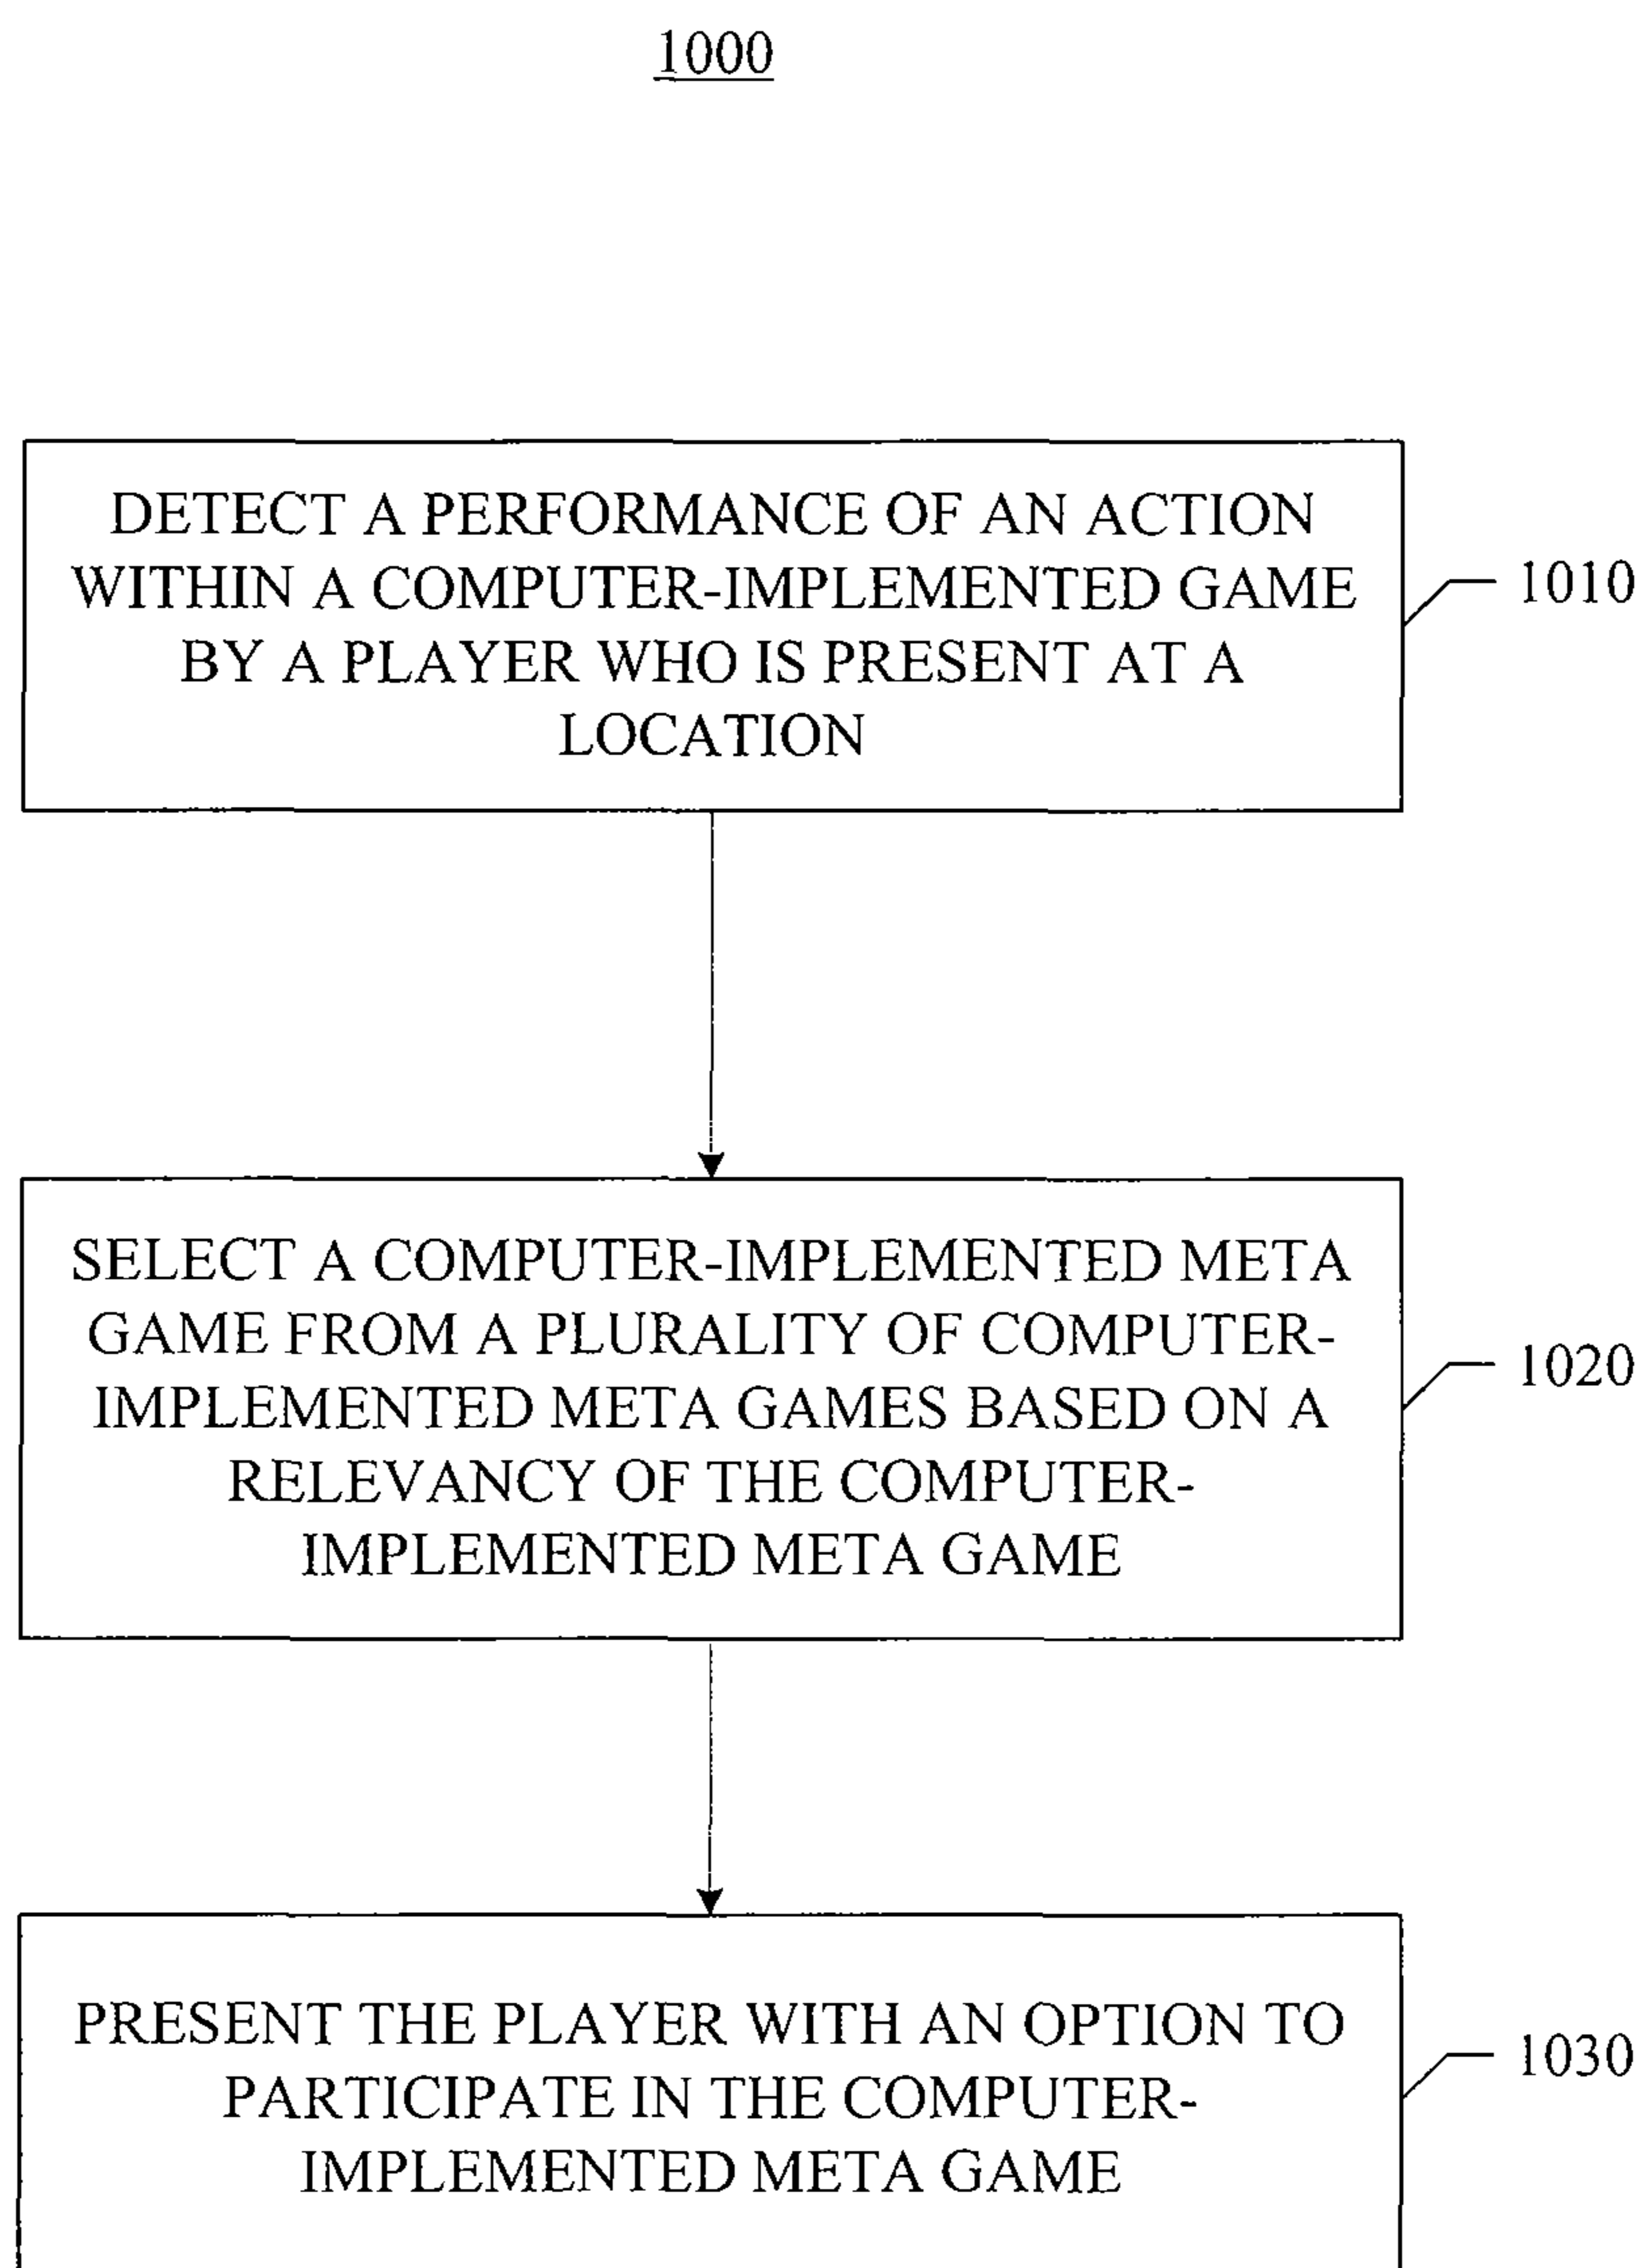 1000
DETECT A PERFORMANCE OF AN ACTION
WITHIN A COMPUTER-IMPLEMENTED GAME
BY A PLAYER WHO IS PRESENT AT A
LOCATION
1010
SELECT A COMPUTER-IMPLEMENTED META
GAME FROM A PLURALITY OF COMPUTER-
IMPLEMENTED META GAMES BASED ON A
RELEVANCY OF THE COMPUTER-
IMPLEMENTED META GAME
1020
PRESENT THE PLAYER WITH AN OPTION TO
PARTICIPATE IN THE COMPUTER-
IMPLEMENTED META GAME
1030